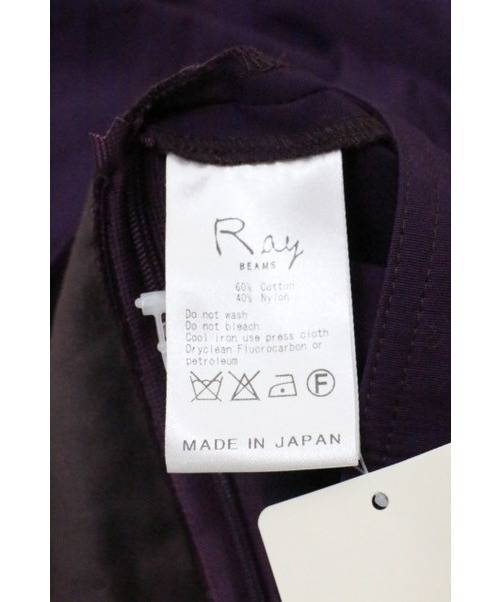 Ray
BEAMS
60% Cotton
40% Nylon
Do not wash
Do not bleach
Cool iron use press cloth
Dryclean Fluorocarbon or
petroleum
F
MADE IN JAPAN